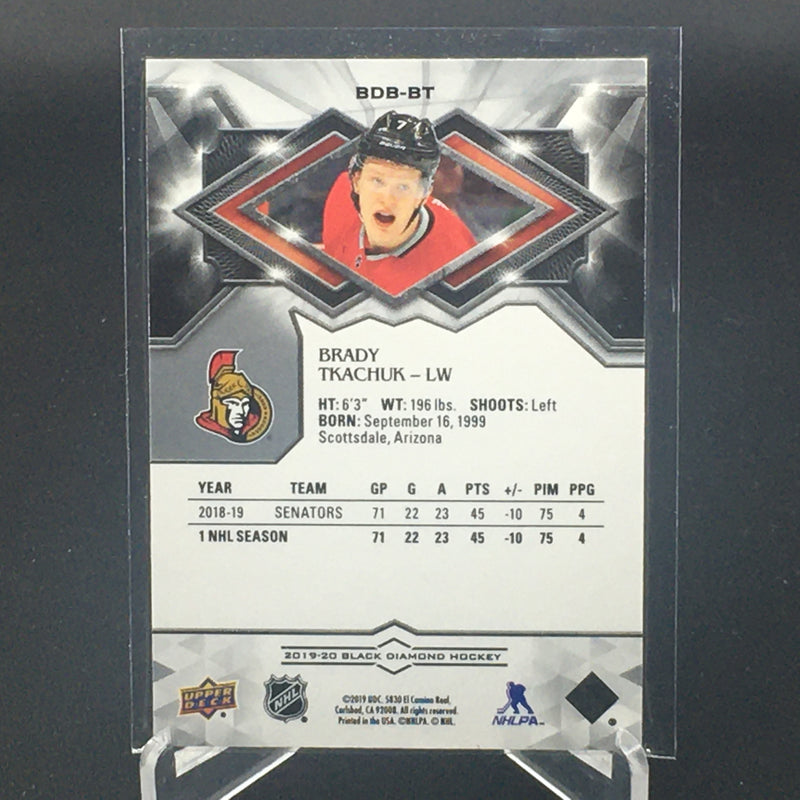 BDB-BT
7
BRADY
TKACHUK – LW
HT: 6'3" WT: 196 lbs. SHOOTS: Left
BORN: September 16, 1999
Scottsdale, Arizona
YEAR TEAM GP G A PTS +/- PIM PPG
2018-19 SENATORS 71 22 23 45 -10 75 4
1 NHL SEASON 71 22 23 45 -10 75 4
2019-20 BLACK DIAMOND HOCKEY
UPPER DECK
NHL
©2019 UDC. 5830 El Camino Real,
Carlsbad, CA 92008. All rights reserved.
Printed in the USA. ©NHLPA. © NHL.
NHLPA